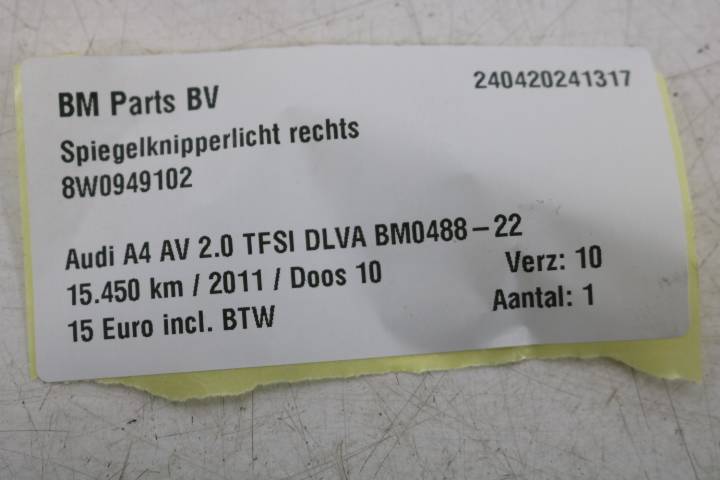 BM Parts BV 240420241317
Spiegelknipperlicht rechts
8W0949102
Audi A4 AV 2.0 TFSI DLVA BM0488-22
15.450 km / 2011 / Doos 10 Verz: 10
15 Euro incl. BTW Aantal: 1